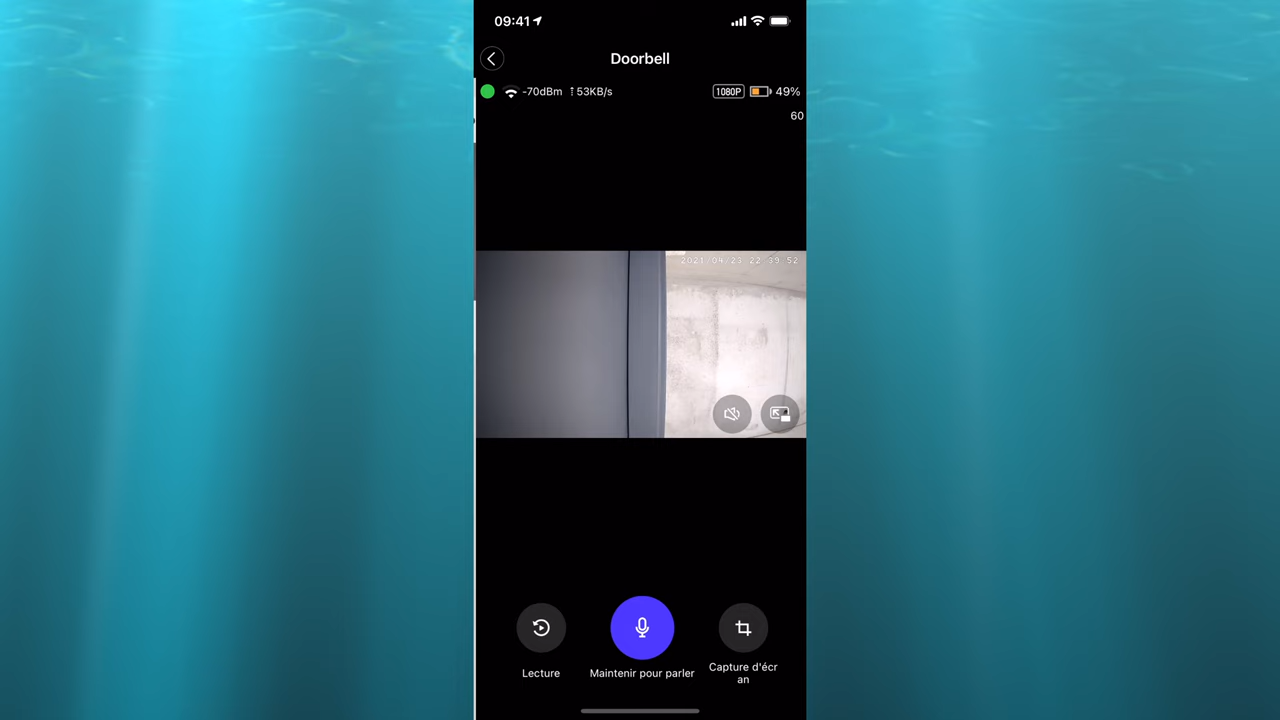 09:41
Doorbell
-70dBm ⭡53KB/s 1080P 49%
60
2021/04/23 22 39 52
Lecture
Maintenir pour parler
Capture d'écr
an